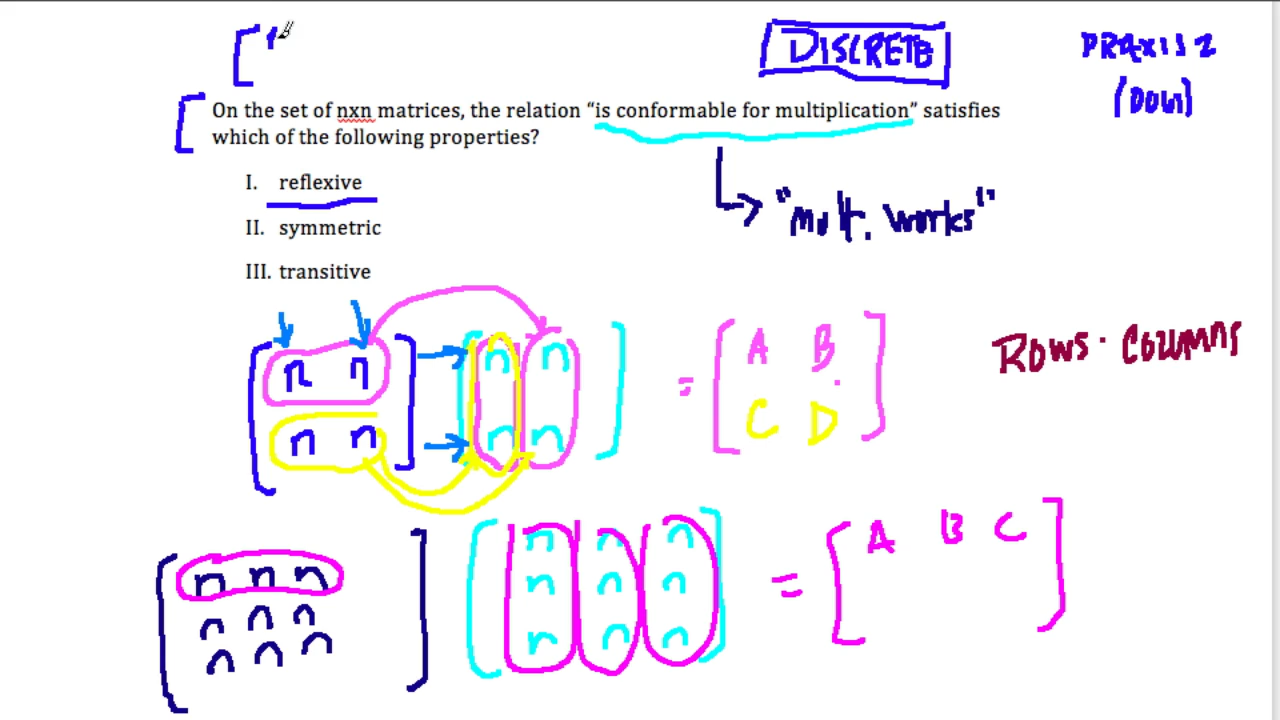 DISCRETE
PRAXIS 2
On the set of nxn matrices, the relation "is conformable for multiplication" satisfies
which of the following properties?
I. reflexive
"Mult. works"
II. symmetric
III. transitive
n n n n = A B
ROWS · COLUMNS
n n n n C D
n n n n n n = A B C
n n n n n n
n n n n n n